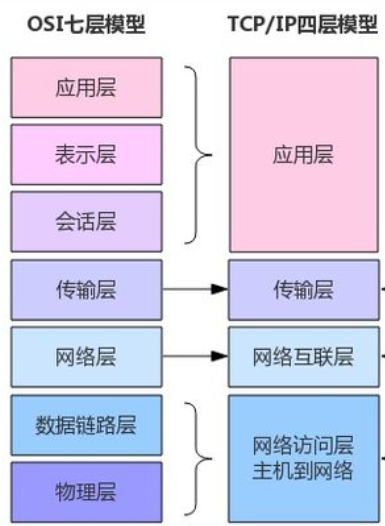 OSI七层模型
TCP/IP四层模型
应用层
表示层
会话层
应用层
传输层
传输层
网络层
网络互联层
数据链路层
物理层
网络访问层
主机到网络